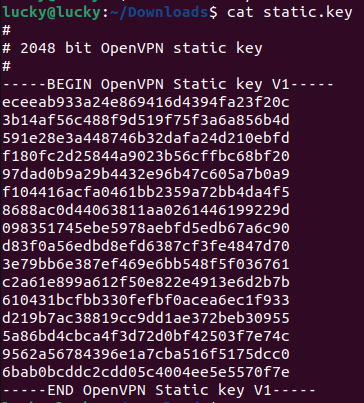 lucky@lucky:~/Downloads$ cat static.key
#
# 2048 bit OpenVPN static key
#
-----BEGIN OpenVPN Static key V1-----
eceeab933a24e869416d4394fa23f20c
3b14af56c488f9d519f75f3a6a856b4d
591e28e3a448746b32dafa24d210ebfd
f180fc2d25844a9023b56cffbc68bf20
97dad0b9a29b4432e96b47c605a7b0a9
f104416acfa0461bb2359a72bb4da4f5
8688ac0d44063811aa0261446199229d
098351745ebe5978aebfd5edb67a6c90
d83f0a56edbd8efd6387cf3fe4847d70
3e79bb6e387ef469e6bb548f5f036761
c2a61e899a612f50e822e4913e6d2b7b
610431bcfbb330fefbf0acea6ec1f933
d219b7ac38819cc9dd1ae372beb30955
5a86bd4cbca4f3d72d0bf42503f7e74c
9562a56784396e1a7cba516f5175dcc0
6bab0bcddc2cdd05c4004ee5e5570f7e
-----END OpenVPN Static key V1-----